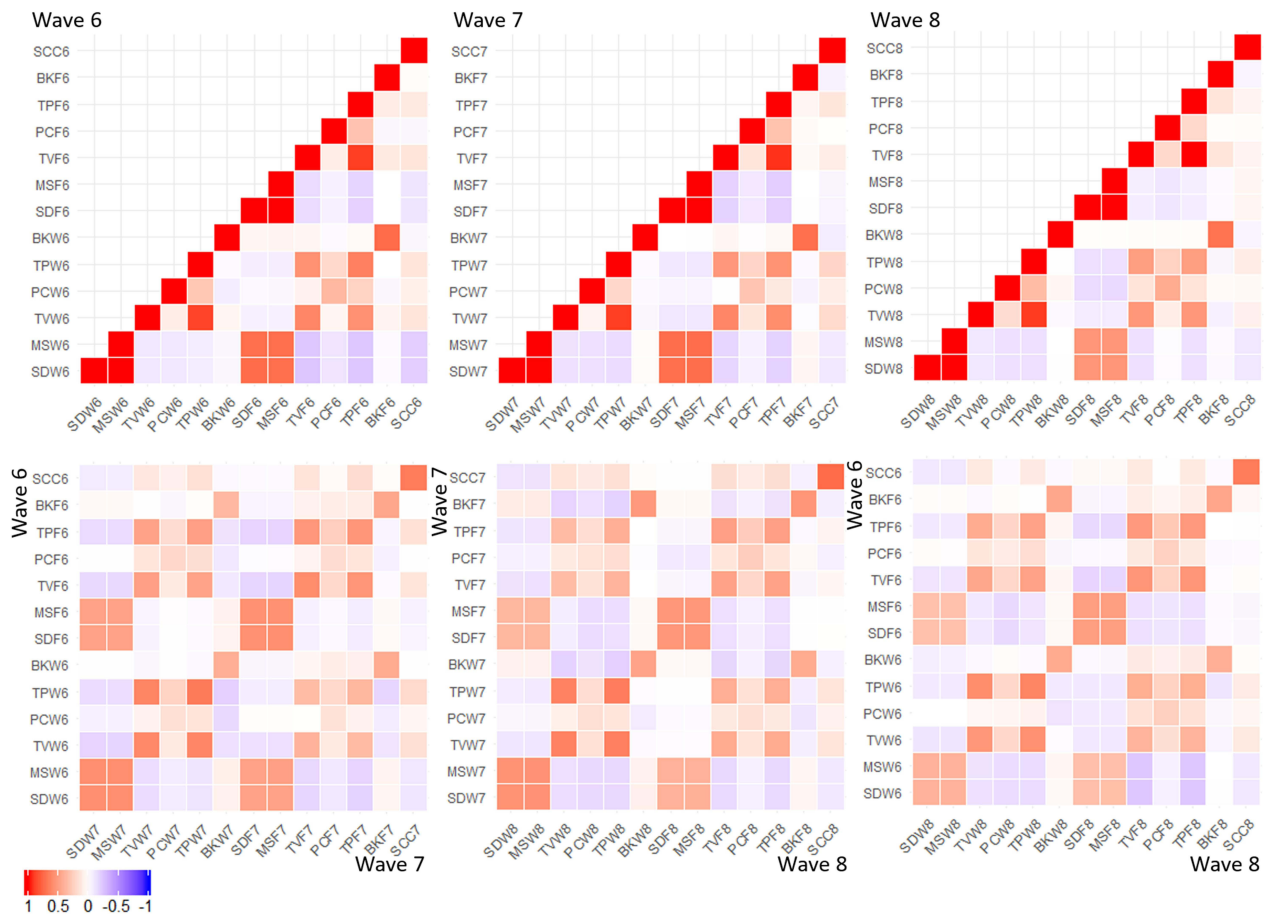 Wave 6 Wave 7 Wave 8
SCC6 SCC7 SCC8
BKF6 BKF7 BKF8
TPF6 TPF7 TPF8
PCF6 PCF7 PCF8
TVF6 TVF7 TVF8
MSF6 MSF7 MSF8
SDF6 SDF7 SDF8
BKW6 BKW7 BKW8
TPW6 TPW7 TPW8
PCW6 PCW7 PCW8
TVW6 TVW7 TVW8
MSW6 MSW7 MSW8
SDW6 SDW7 SDW8
SDW6 MSW6 TVW6 PCW6 TPW6 BKW6 SDF6 MSF6 TVF6 PCF6 TPF6 BKF6 SCC6 SDW7 MSW7 TVW7 PCW7 TPW7 BKW7 SDF7 MSF7 TVF7 PCF7 TPF7 BKF7 SCC7 SDW8 MSW8 TVW8 PCW8 TPW8 BKW8 SDF8 MSF8 TVF8 PCF8 TPF8 BKF8 SCC8
Wave 6 Wave 7 Wave 6
SCC6 SCC7 SCC6
BKF6 BKF7 BKF6
TPF6 TPF7 TPF6
PCF6 PCF7 PCF6
TVF6 TVF7 TVF6
MSF6 MSF7 MSF6
SDF6 SDF7 SDF6
BKW6 BKW7 BKW6
TPW6 TPW7 TPW6
PCW6 PCW7 PCW6
TVW6 TVW7 TVW6
MSW6 MSW7 MSW6
SDW6 SDW7 SDW6
SDW7 MSW7 TVW7 PCW7 TPW7 BKW7 SDF7 MSF7 TVF7 PCF7 TPF7 BKF7 SCC7 SDW8 MSW8 TVW8 PCW8 TPW8 BKW8 SDF8 MSF8 TVF8 PCF8 TPF8 BKF8 SCC8 SDW8 MSW8 TVW8 PCW8 TPW8 BKW8 SDF8 MSF8 TVF8 PCF8 TPF8 BKF8 SCC8
Wave 7 Wave 8 Wave 8
1 0.5 0 -0.5 -1